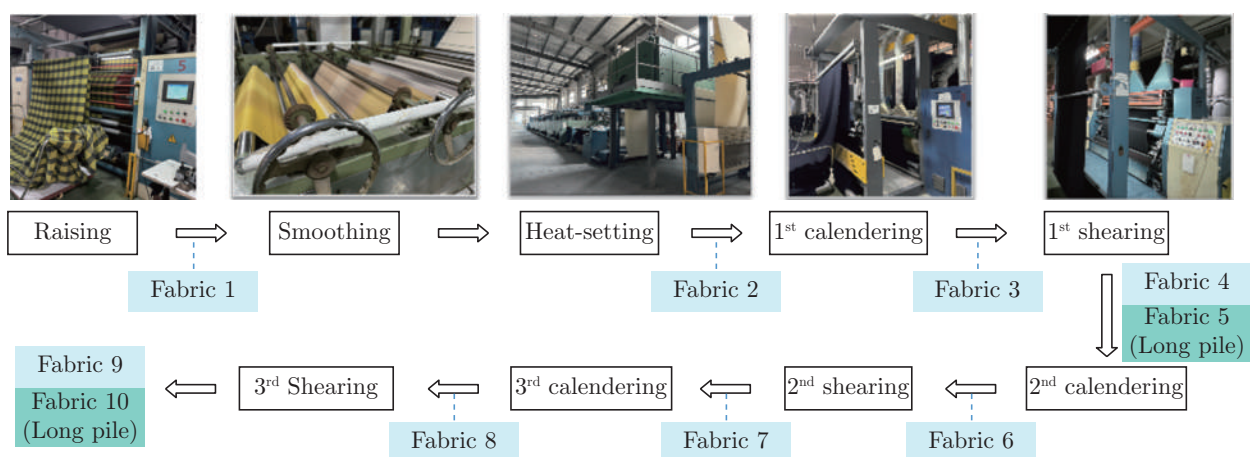 5
Raising
Smoothing
Heat-setting
1st calendering
1st shearing
Fabric 1
Fabric 2
Fabric 3
Fabric 4
Fabric 5
(Long pile)
Fabric 9
Fabric 10
(Long pile)
3rd Shearing
3rd calendering
2nd shearing
2nd calendering
Fabric 8
Fabric 7
Fabric 6